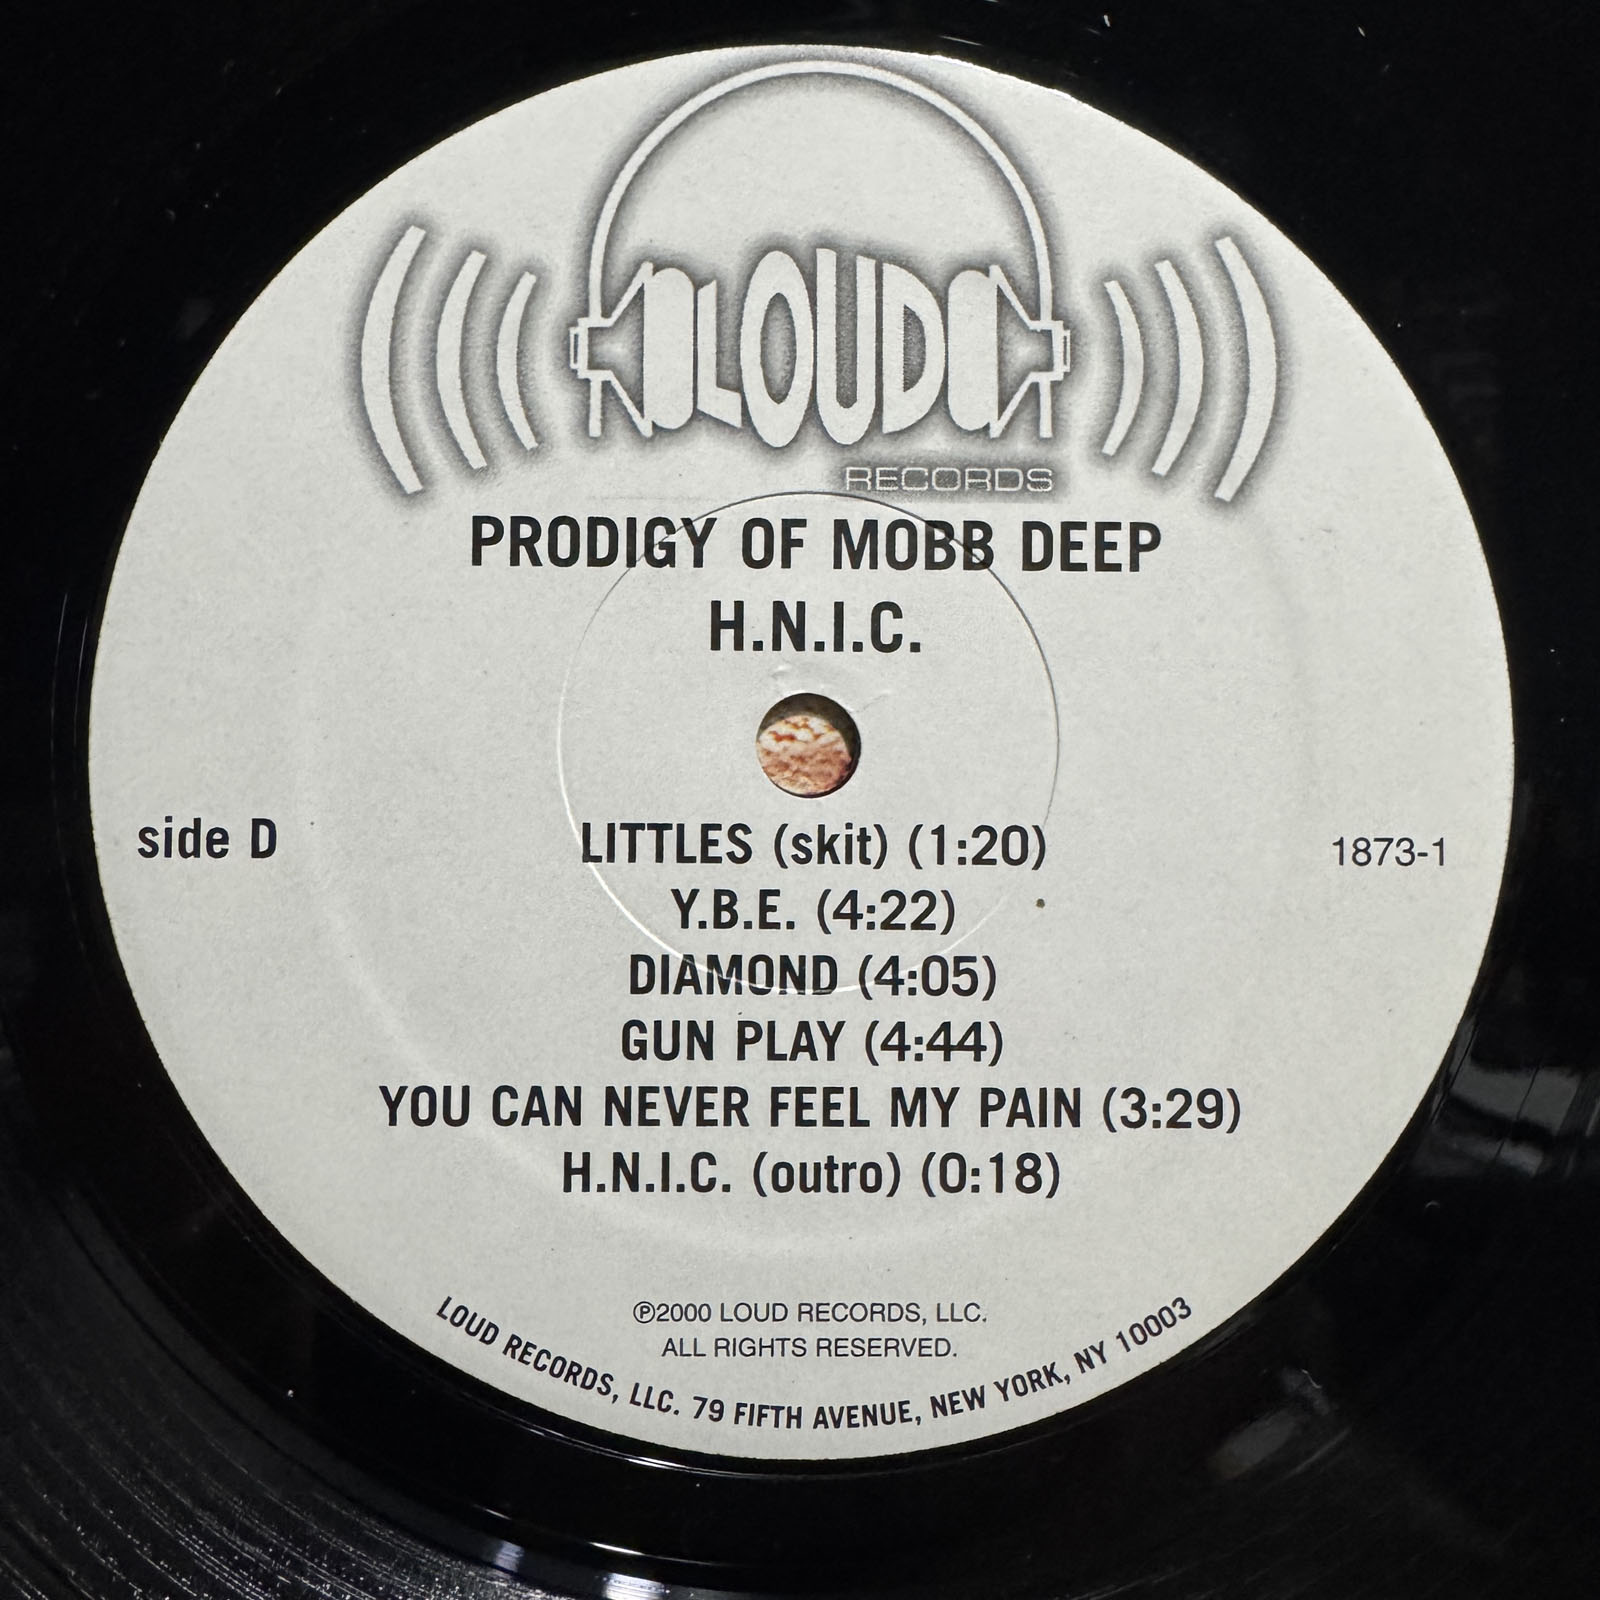 LOUD
RECORDS
PRODIGY OF MOBB DEEP
H.N.I.C.
side D
1873-1
LITTLES (skit) (1:20)
Y.B.E. (4:22)
DIAMOND (4:05)
GUN PLAY (4:44)
YOU CAN NEVER FEEL MY PAIN (3:29)
H.N.I.C. (outro) (0:18)
℗2000 LOUD RECORDS, LLC.
ALL RIGHTS RESERVED.
LOUD RECORDS, LLC. 79 FIFTH AVENUE, NEW YORK, NY 10003